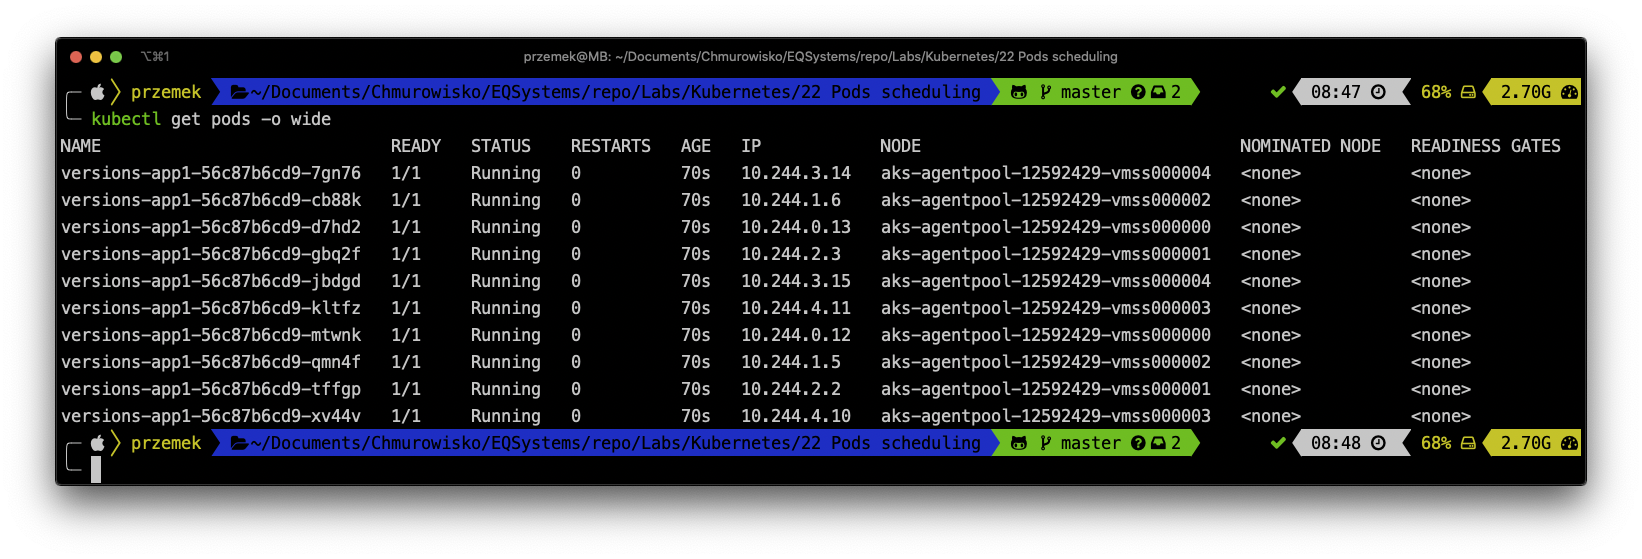 ⌥⌘1 przemek@MB: ~/Documents/Chmurowisko/EQSystems/repo/Labs/Kubernetes/22 Pods scheduling
przemek ~/Documents/Chmurowisko/EQSystems/repo/Labs/Kubernetes/22 Pods scheduling master ? 2 ✔ 08:47 68% 2.70G
kubectl get pods -o wide
NAME READY STATUS RESTARTS AGE IP NODE NOMINATED NODE READINESS GATES
versions-app1-56c87b6cd9-7gn76 1/1 Running 0 70s 10.244.3.14 aks-agentpool-12592429-vmss000004 <none> <none>
versions-app1-56c87b6cd9-cb88k 1/1 Running 0 70s 10.244.1.6 aks-agentpool-12592429-vmss000002 <none> <none>
versions-app1-56c87b6cd9-d7hd2 1/1 Running 0 70s 10.244.0.13 aks-agentpool-12592429-vmss000000 <none> <none>
versions-app1-56c87b6cd9-gbq2f 1/1 Running 0 70s 10.244.2.3 aks-agentpool-12592429-vmss000001 <none> <none>
versions-app1-56c87b6cd9-jbdgd 1/1 Running 0 70s 10.244.3.15 aks-agentpool-12592429-vmss000004 <none> <none>
versions-app1-56c87b6cd9-kltfz 1/1 Running 0 70s 10.244.4.11 aks-agentpool-12592429-vmss000003 <none> <none>
versions-app1-56c87b6cd9-mtwnk 1/1 Running 0 70s 10.244.0.12 aks-agentpool-12592429-vmss000000 <none> <none>
versions-app1-56c87b6cd9-qmn4f 1/1 Running 0 70s 10.244.1.5 aks-agentpool-12592429-vmss000002 <none> <none>
versions-app1-56c87b6cd9-tffgp 1/1 Running 0 70s 10.244.2.2 aks-agentpool-12592429-vmss000001 <none> <none>
versions-app1-56c87b6cd9-xv44v 1/1 Running 0 70s 10.244.4.10 aks-agentpool-12592429-vmss000003 <none> <none>
przemek ~/Documents/Chmurowisko/EQSystems/repo/Labs/Kubernetes/22 Pods scheduling master ? 2 ✔ 08:48 68% 2.70G